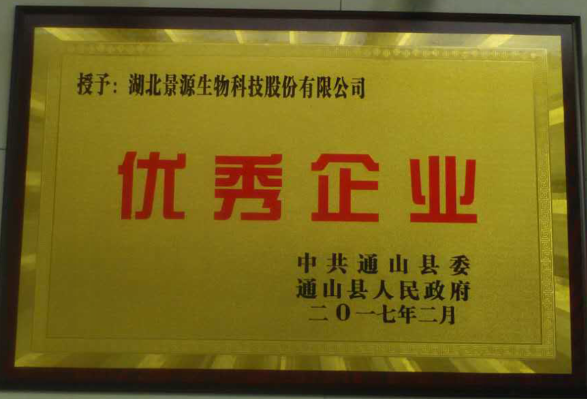 授予：湖北景源生物科技股份有限公司
优秀企业
中共通山县委
通山县人民政府
二〇一七年二月